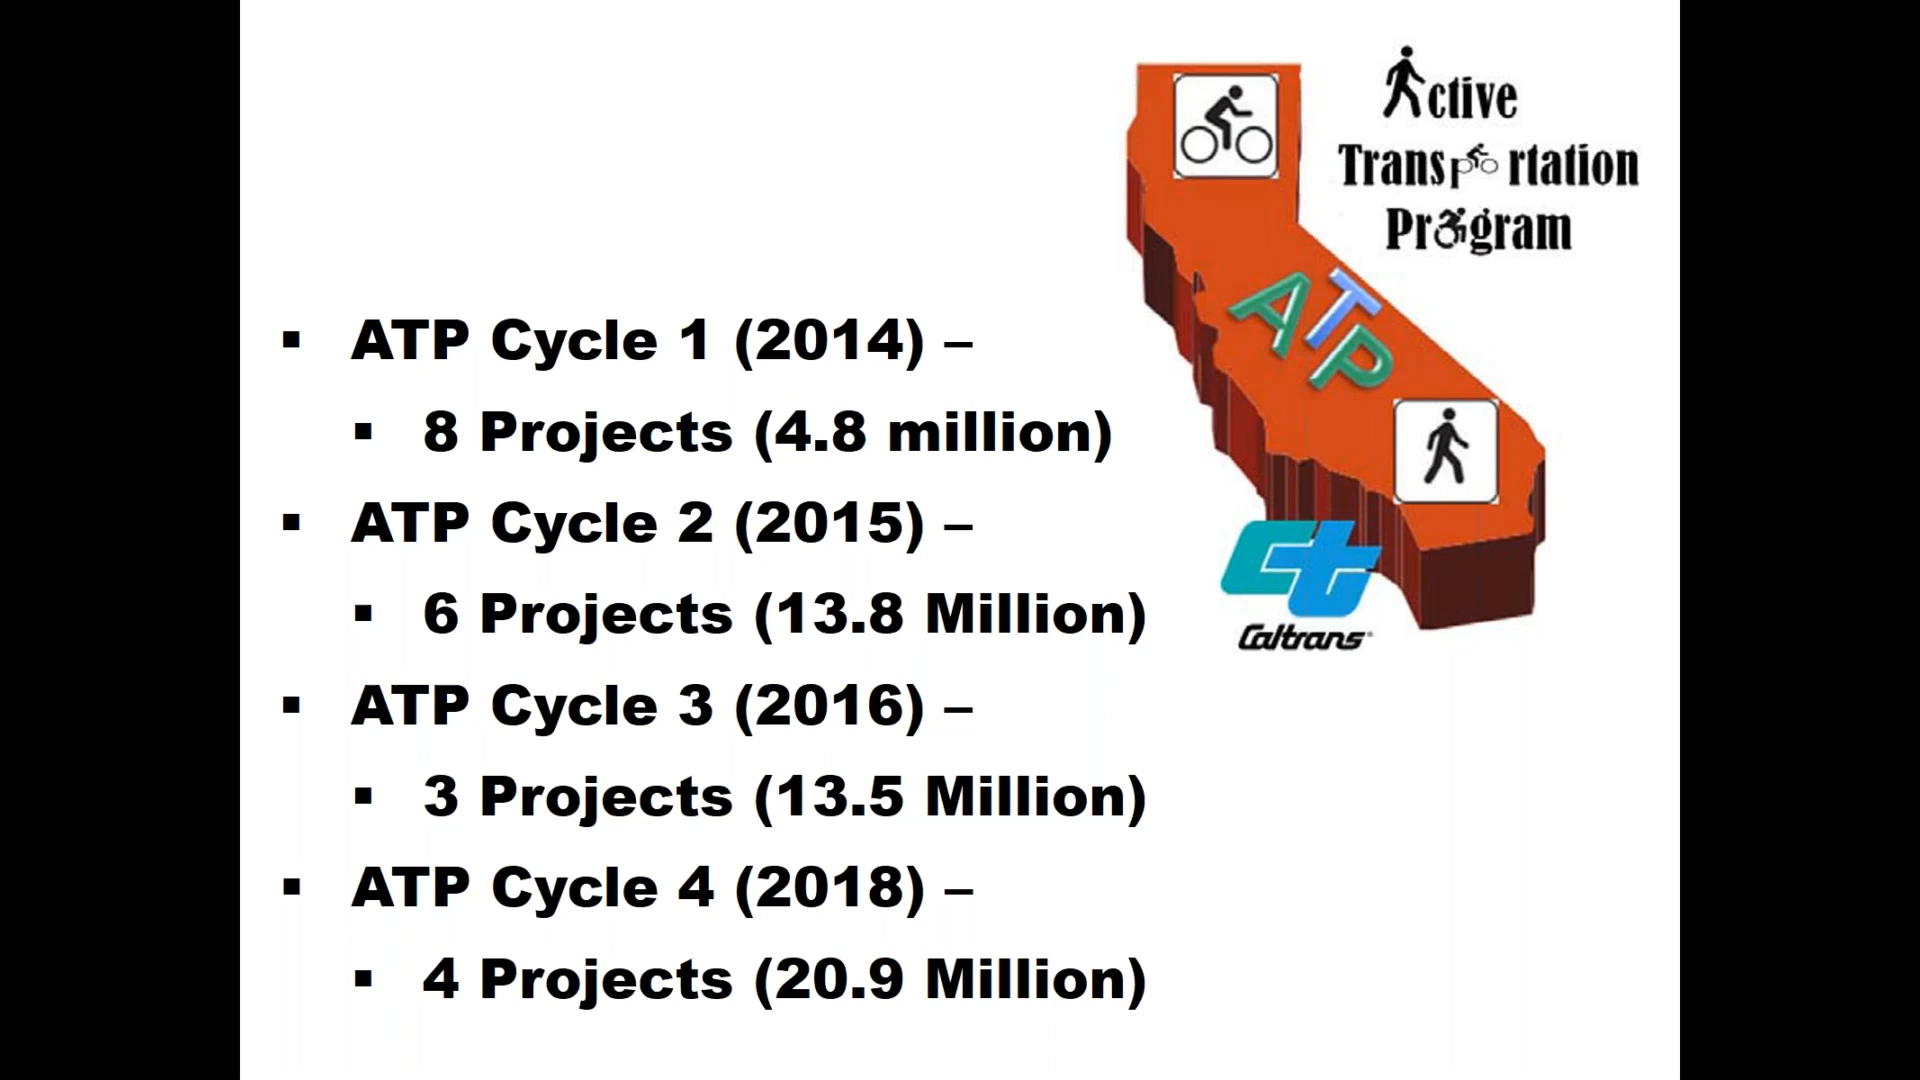 Active
Transportation
Program
ATP
Caltrans
▪ ATP Cycle 1 (2014) –
▪ 8 Projects (4.8 million)
▪ ATP Cycle 2 (2015) –
▪ 6 Projects (13.8 Million)
▪ ATP Cycle 3 (2016) –
▪ 3 Projects (13.5 Million)
▪ ATP Cycle 4 (2018) –
▪ 4 Projects (20.9 Million)